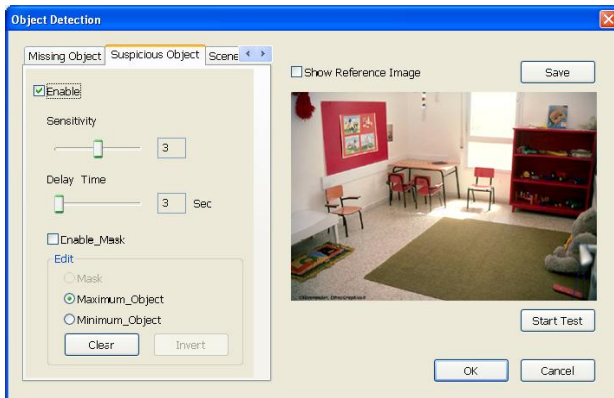 Object Detection
Missing Object
Suspicious Object
Scene
Enable
Sensitivity
3
Delay Time
3 Sec
Enable_Mask
Edit
Mask
Maximum_Object
Minimum_Object
Clear
Invert
Show Reference Image
Save
Start Test
OK
Cancel